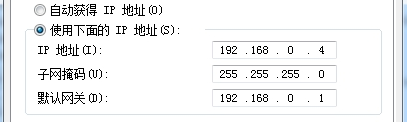 自动获得 IP 地址(O)
使用下面的 IP 地址(S):
IP 地址(I): 192 .168 . 0 . 4
子网掩码(U): 255 .255 .255 . 0
默认网关(D): 192 .168 . 0 . 1